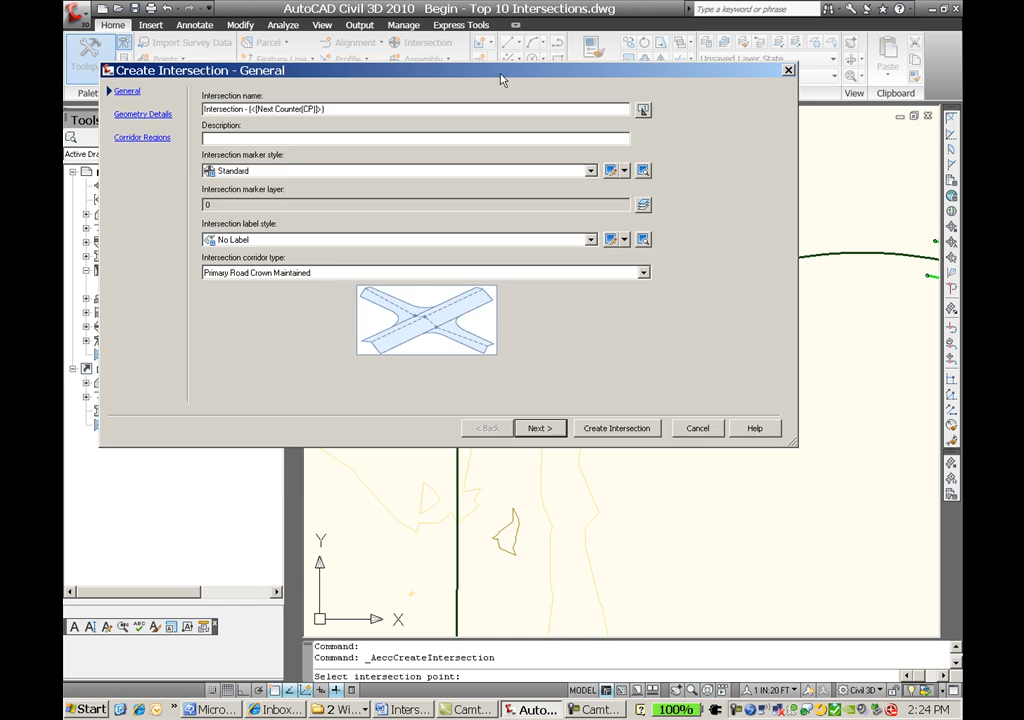 AutoCAD Civil 3D 2010 Begin - Top 10 Intersections.dwg
Type a keyword or phrase
Home Insert Annotate Modify Analyze View Output Manage Express Tools
Import Survey Data
Parcel
Alignment
Intersection
Paste
View
Clipboard
Create Intersection - General
General
Geometry Details
Corridor Regions
Intersection name:
Intersection - (<[Next Counter(CP)]>)
Description:
Intersection marker style:
Standard
Intersection marker layer:
0
Intersection label style:
No Label
Intersection corridor type:
Primary Road Crown Maintained
< Back
Next >
Create Intersection
Cancel
Help
Y
X
Command:
Command: _AeccCreateIntersection
Select intersection point:
MODEL
1 IN:20 FT
Civil 3D
Start
Micro...
Inbox...
2 Wi...
Inters...
Camt...
Auto...
Camt...
100%
2:24 PM